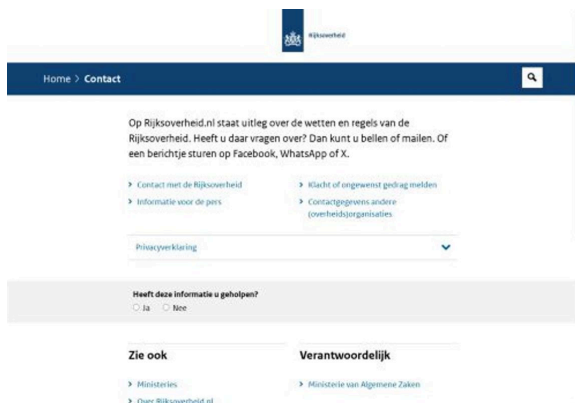 Rijksoverheid
Home > Contact
Op Rijksoverheid.nl staat uitleg over de wetten en regels van de
Rijksoverheid. Heeft u daar vragen over? Dan kunt u bellen of mailen. Of
een berichtje sturen op Facebook, WhatsApp of X.
Contact met de Rijksoverheid
Informatie voor de pers
Klacht of ongewenst gedrag melden
Contactgegevens andere
(overheids)organisaties
Privacyverklaring
Heeft deze informatie u geholpen?
Ja Nee
Zie ook
Ministeries
Over Rijksoverheid.nl
Verantwoordelijk
Ministerie van Algemene Zaken